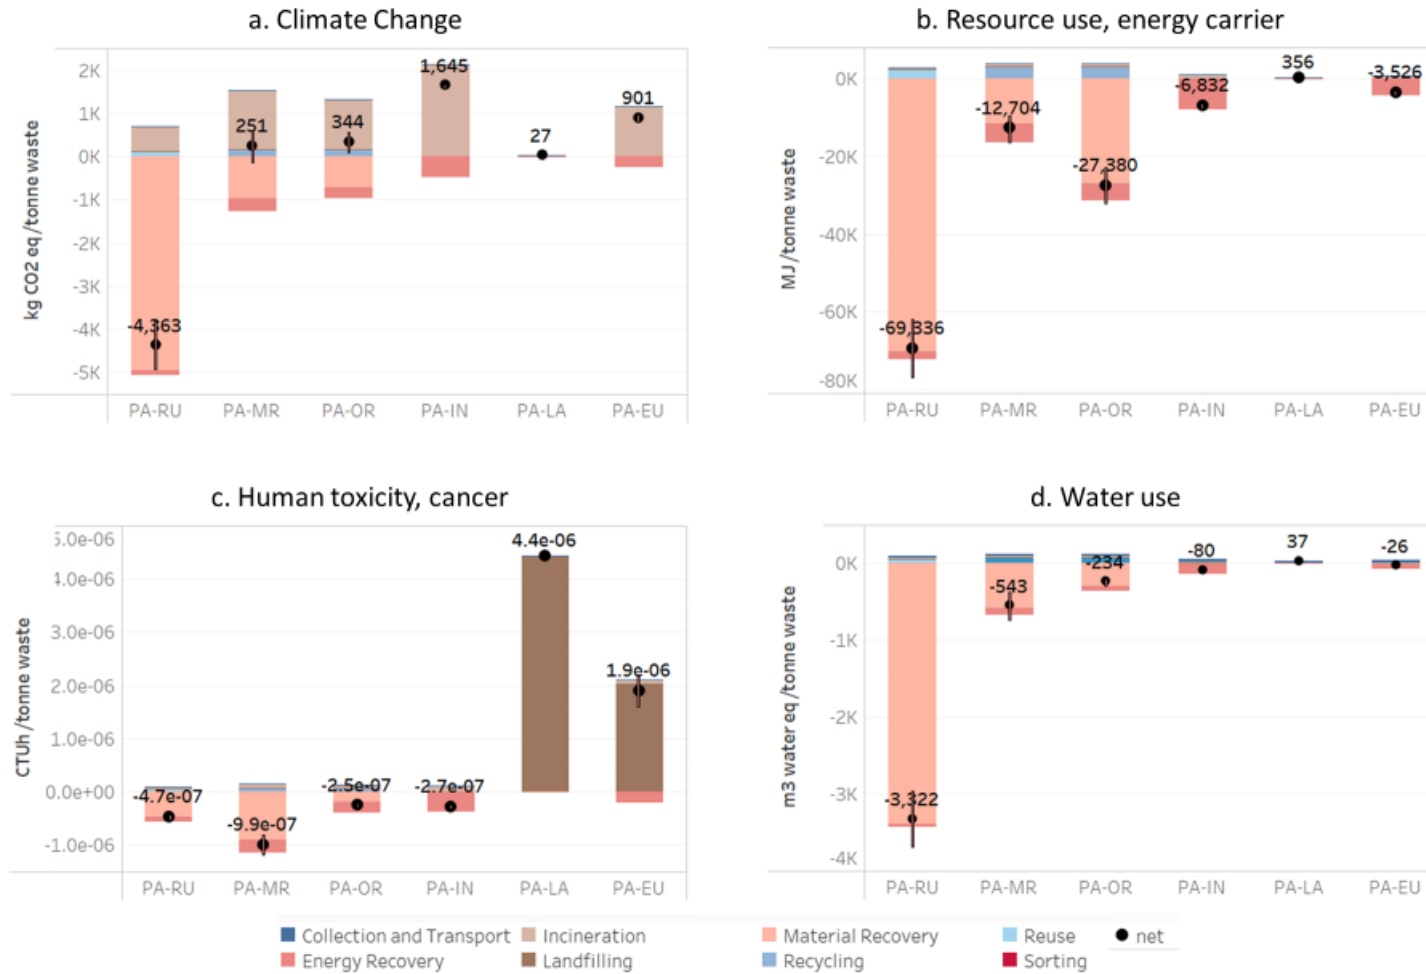 a. Climate Change
b. Resource use, energy carrier
kg CO2 eq /tonne waste
2K
1K
0K
-1K
-2K
-3K
-4K
-5K
-4,363
251
344
1,645
27
901
PA-RU PA-MR PA-OR PA-IN PA-LA PA-EU
MJ /tonne waste
0K
-20K
-40K
-60K
-80K
-69,336
-12,704
-27,380
-6,832
356
-3,526
PA-RU PA-MR PA-OR PA-IN PA-LA PA-EU
c. Human toxicity, cancer
d. Water use
CTUh /tonne waste
5.0e-06
4.0e-06
3.0e-06
2.0e-06
1.0e-06
0.0e+00
-1.0e-06
-4.7e-07
-9.9e-07
-2.5e-07
-2.7e-07
4.4e-06
1.9e-06
PA-RU PA-MR PA-OR PA-IN PA-LA PA-EU
m3 water eq /tonne waste
0K
-1K
-2K
-3K
-4K
-3,322
-543
-234
-80
37
-26
PA-RU PA-MR PA-OR PA-IN PA-LA PA-EU
Collection and Transport Incineration Material Recovery Reuse net
Energy Recovery Landfilling Recycling Sorting